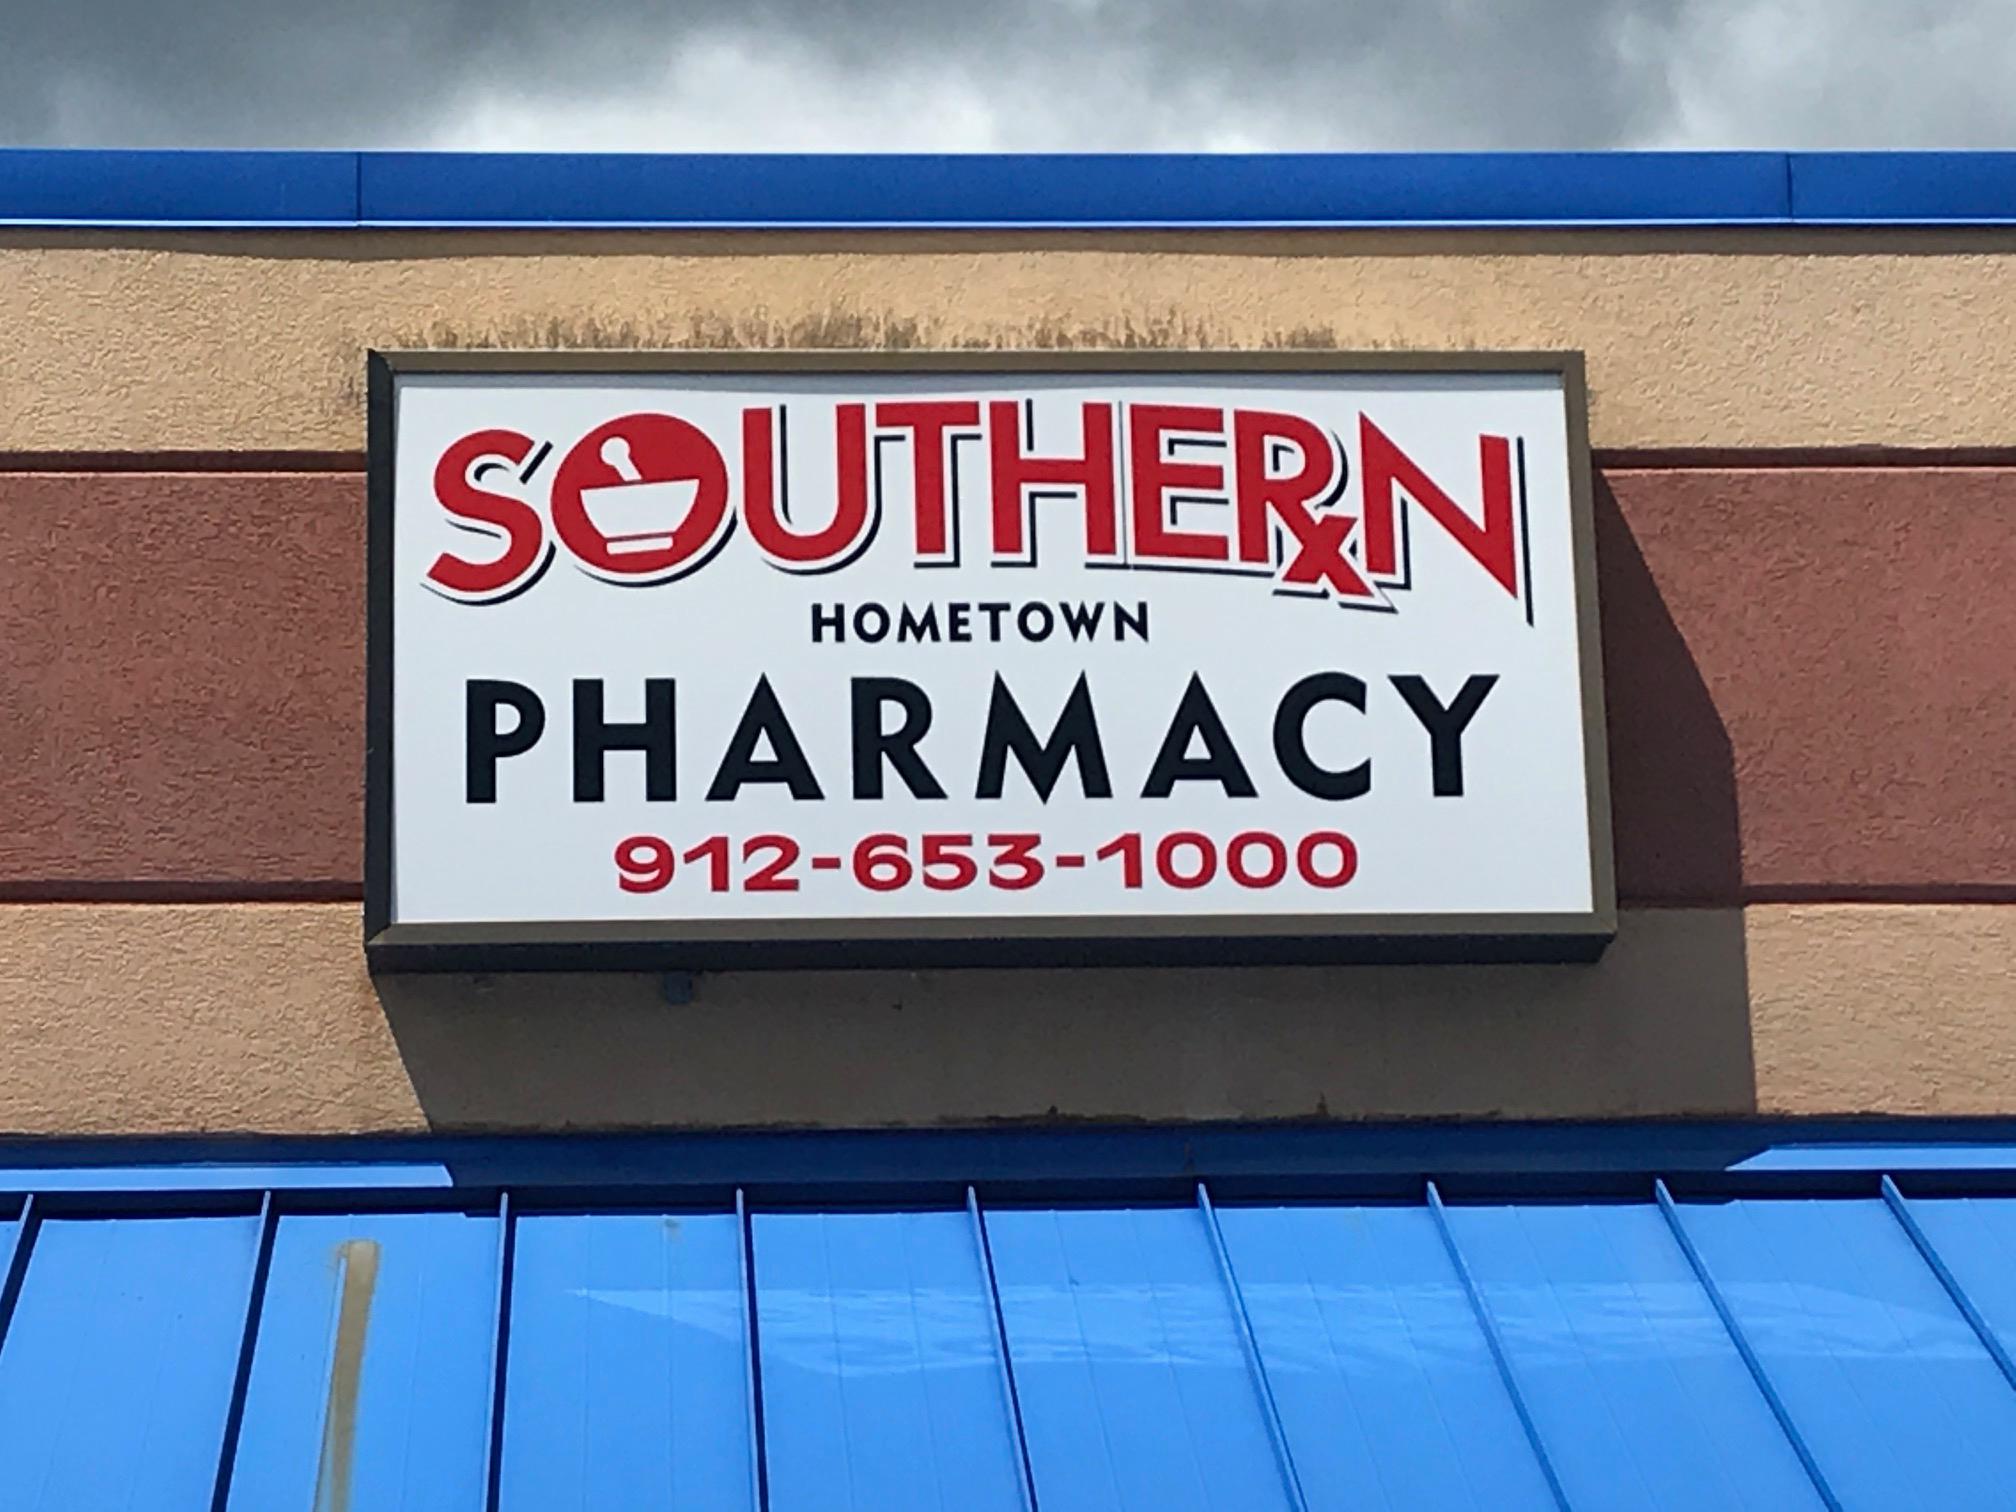 SOUTHERN
HOMETOWN
PHARMACY
912-653-1000